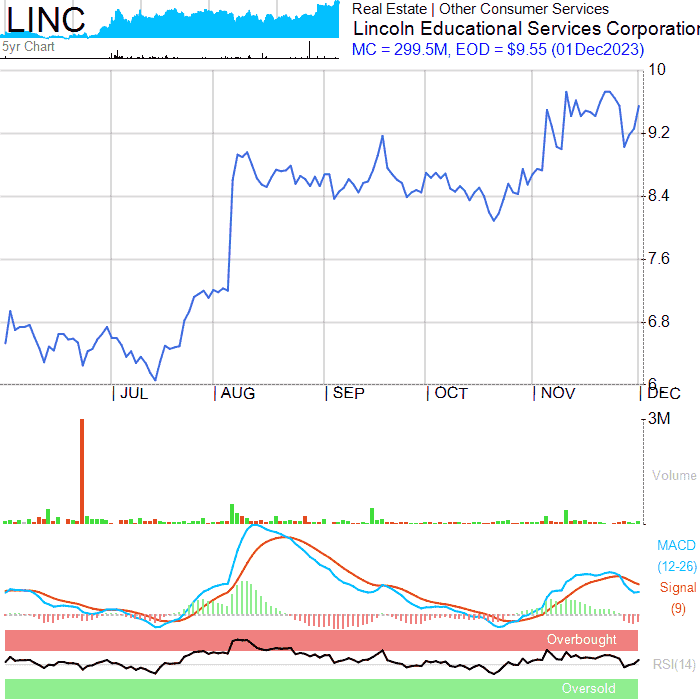 LINC
5yr Chart
Real Estate | Other Consumer Services
Lincoln Educational Services Corporation
MC = 299.5M, EOD = $9.55 (01Dec2023)
10
9.2
8.4
7.6
6.8
6
JUL AUG SEP OCT NOV DEC
3M
Volume
MACD
(12-26)
Signal
(9)
Overbought
RSI(14)
Oversold